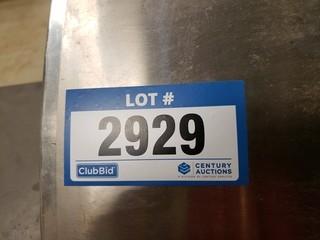 LOT #
2929
ClubBid
CENTURY
AUCTIONS